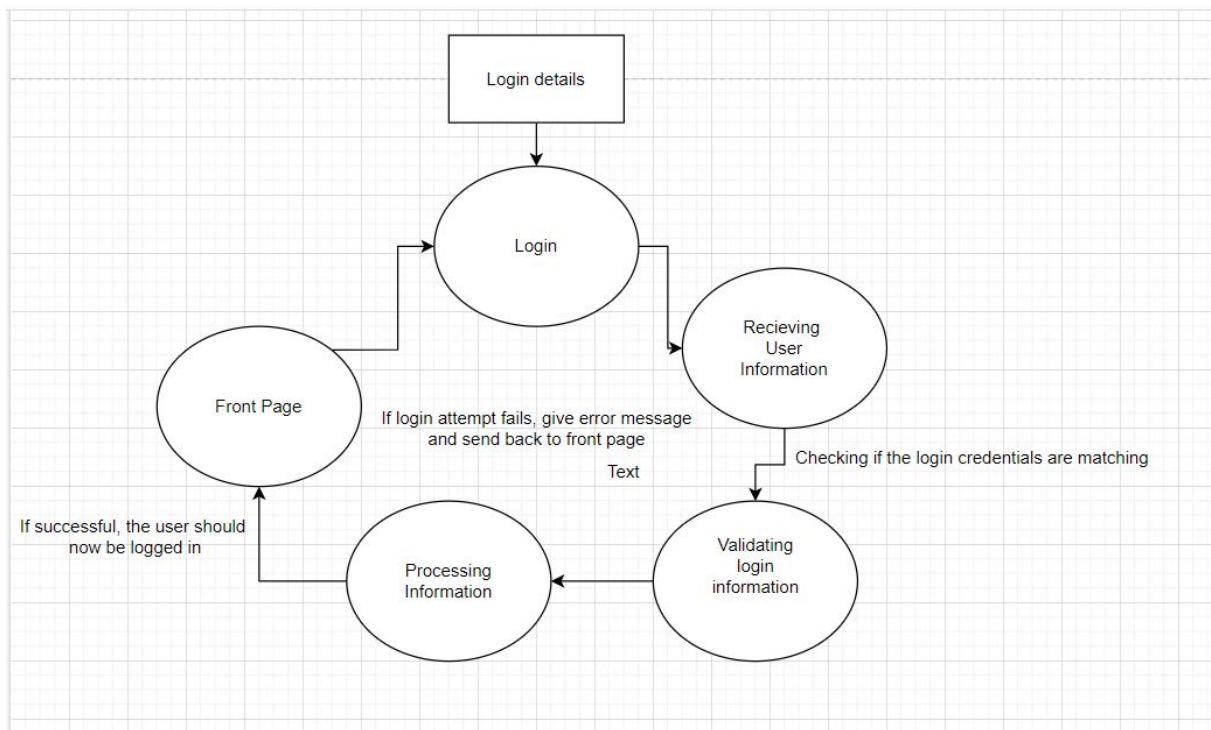 Login details
Login
Recieving
User
Information
Front Page
If login attempt fails, give error message
and send back to front page
Text
Checking if the login credentials are matching
If successful, the user should
now be logged in
Processing
Information
Validating
login
information